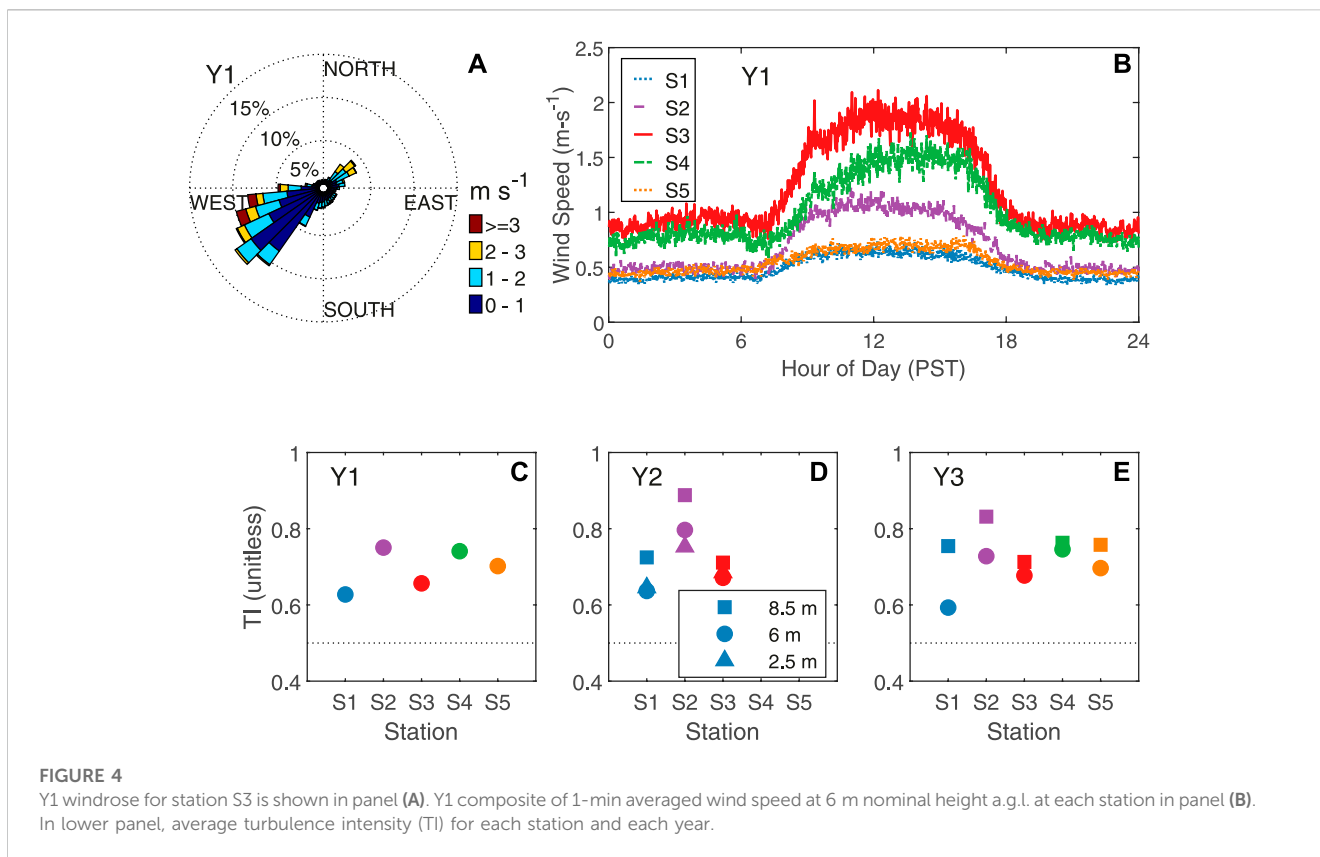 Y1
A
NORTH
15%
10%
5%
WEST
EAST
SOUTH
m s⁻¹
>=3
2 - 3
1 - 2
0 - 1
Y1
B
S1
S2
S3
S4
S5
Wind Speed (m-s⁻¹)
2.5
2
1.5
1
0.5
0
0 6 12 18 24
Hour of Day (PST)
Y1
C
TI (unitless)
1
0.8
0.6
0.4
S1 S2 S3 S4 S5
Station
Y2
D
1
0.8
0.6
0.4
8.5 m
6 m
2.5 m
S1 S2 S3 S4 S5
Station
Y3
E
1
0.8
0.6
0.4
S1 S2 S3 S4 S5
Station
FIGURE 4
Y1 windrose for station S3 is shown in panel (A). Y1 composite of 1-min averaged wind speed at 6 m nominal height a.g.l. at each station in panel (B).
In lower panel, average turbulence intensity (TI) for each station and each year.